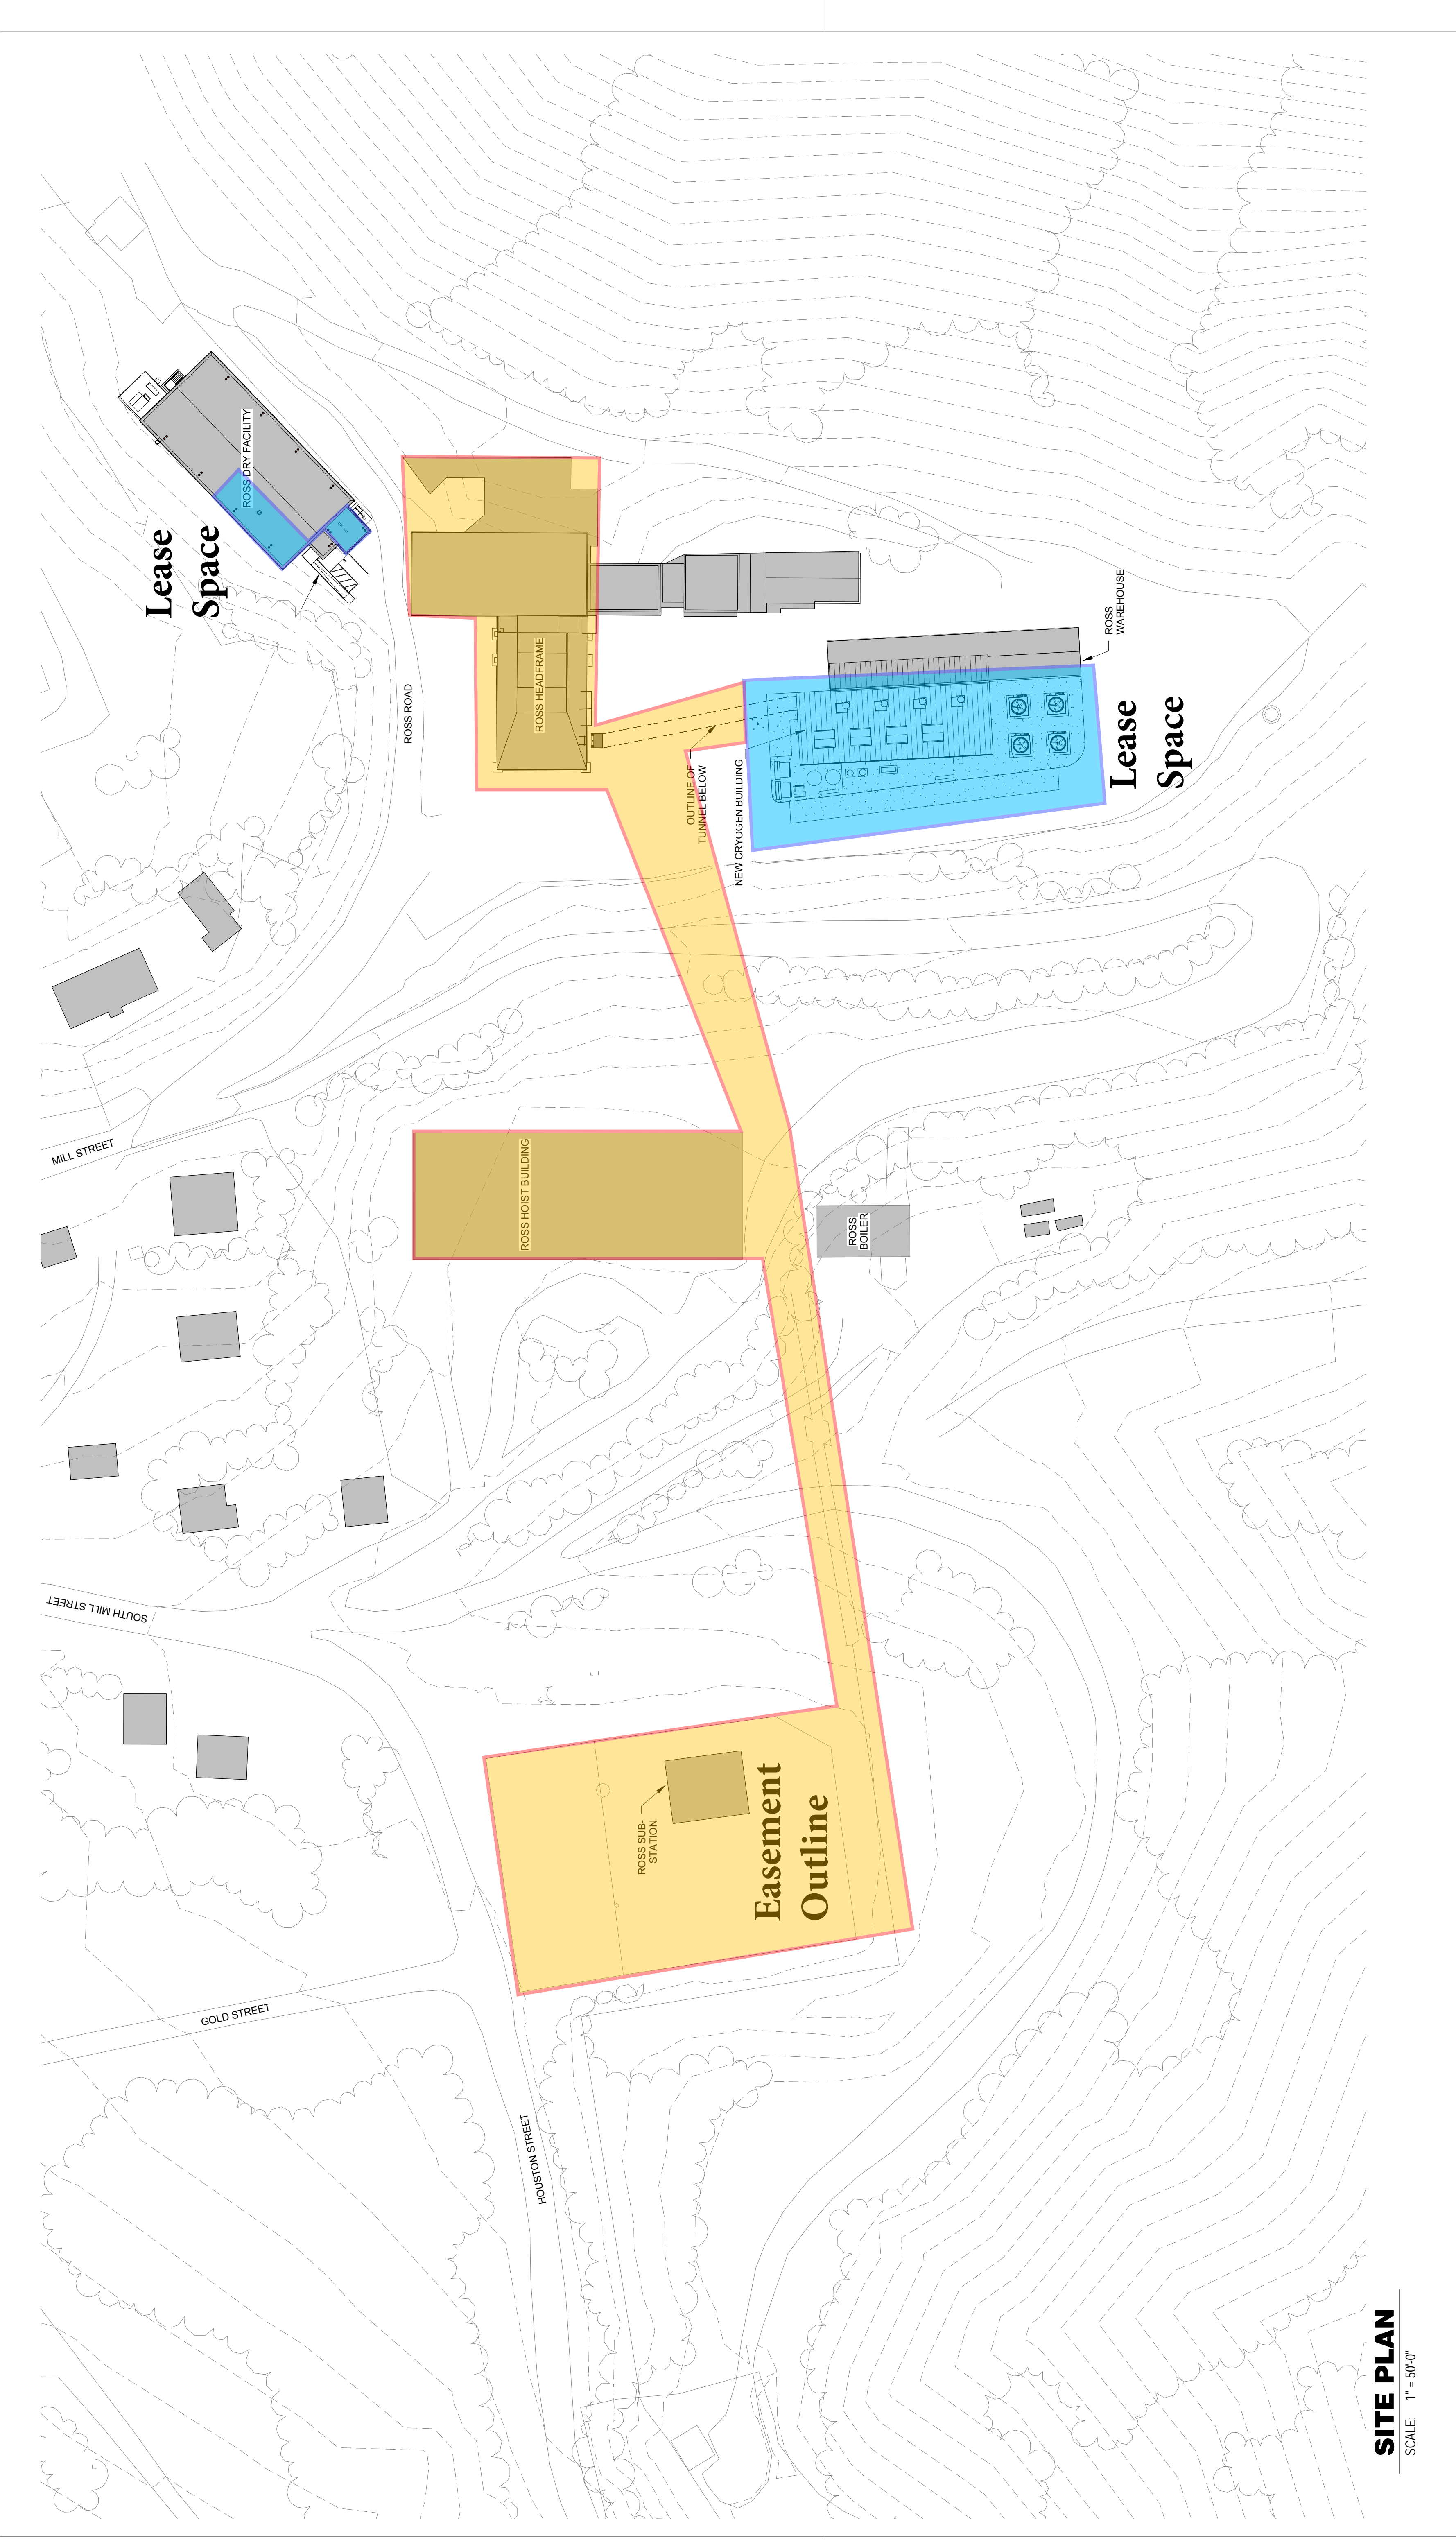 ROSS DRY FACILITY
Lease
Space
ROSS ROAD
ROSS HEADFRAME
ROSS
WAREHOUSE
Lease
Space
OUTLINE OF
TUNNEL BELOW
NEW CRYOGEN BUILDING
MILL STREET
ROSS HOIST BUILDING
ROSS
BOILER
SOUTH MILL STREET
ROSS SUB-
STATION
Easement
Outline
GOLD STREET
HOUSTON STREET
SITE PLAN
SCALE: 1" = 50'-0"